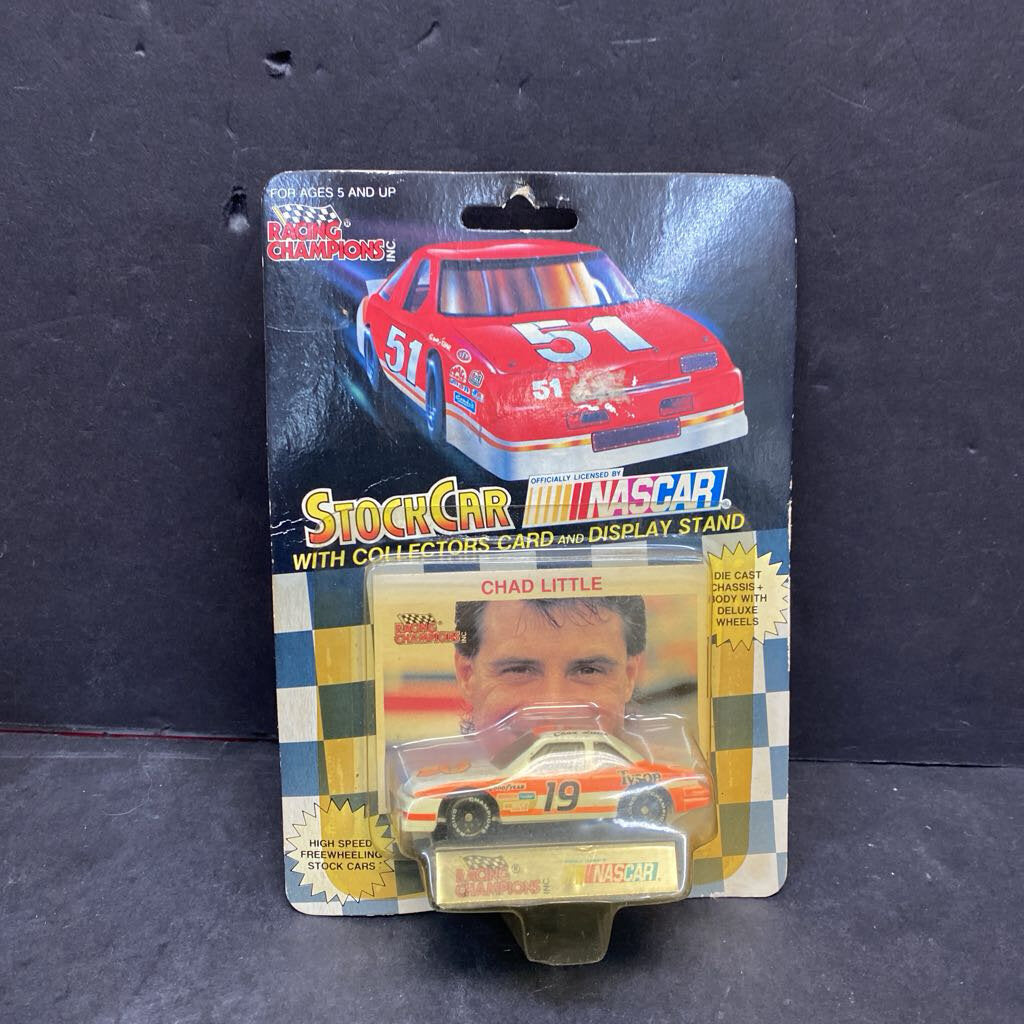 FOR AGES 5 AND UP
RACING
CHAMPIONS INC.
51
51
51
STP
OFFICIALLY LICENSED BY
STOCKCAR
NASCAR
WITH COLLECTORS CARD AND DISPLAY STAND
DIE CAST
CHASSIS +
BODY WITH
DELUXE
WHEELS
CHAD LITTLE
RACING
CHAMPIONS INC
GOODYEAR
19
Tyson
HIGH SPEED
FREEWHEELING
STOCK CARS
RACING
CHAMPIONS INC
NASCAR